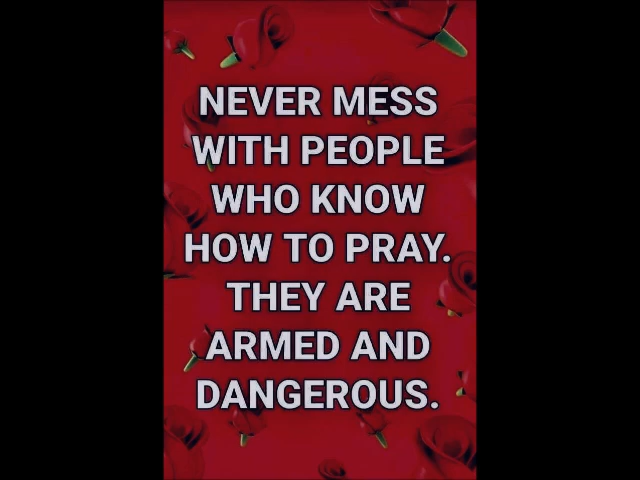 NEVER MESS
WITH PEOPLE
WHO KNOW
HOW TO PRAY.
THEY ARE
ARMED AND
DANGEROUS.